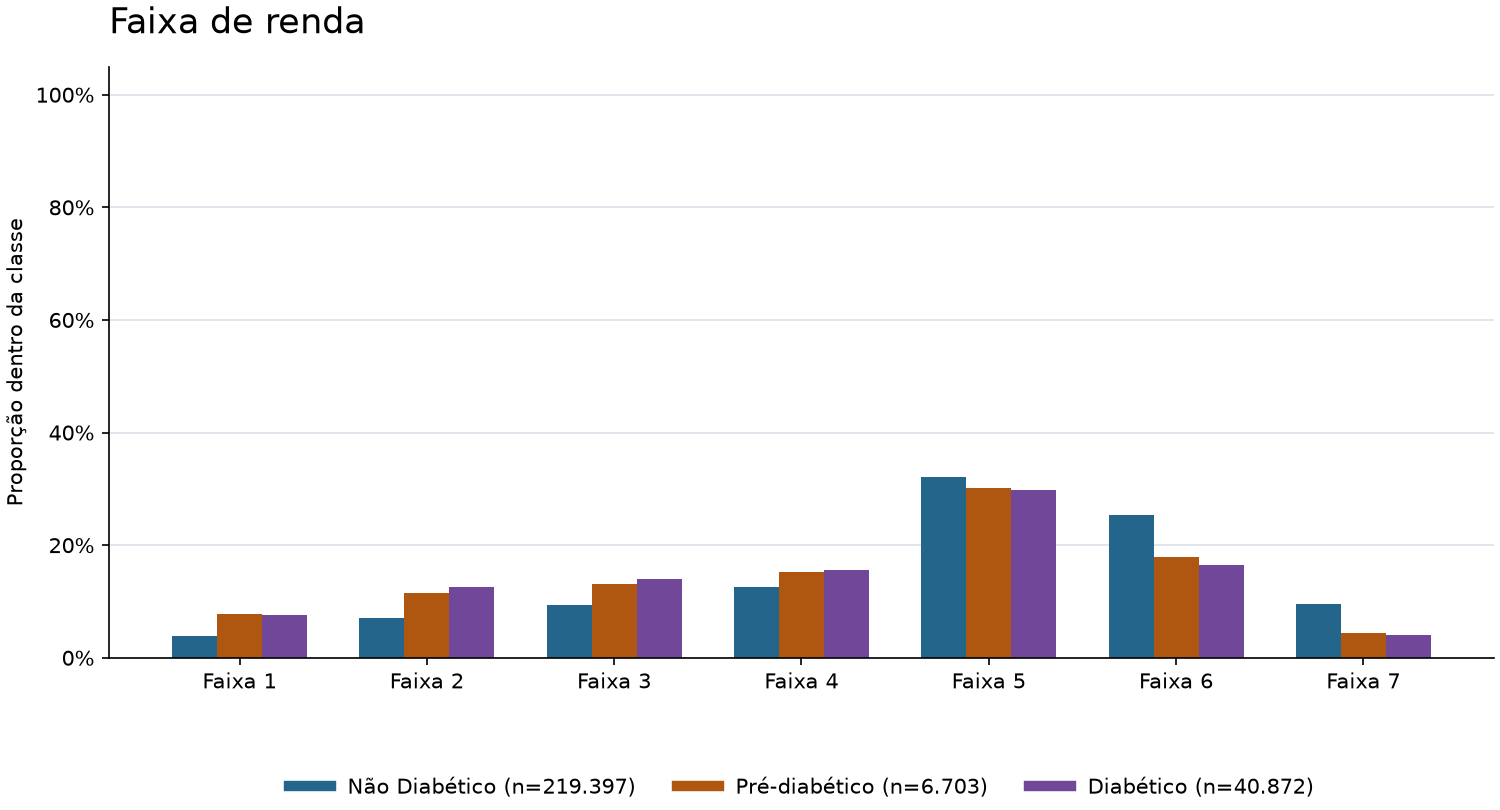 Faixa de renda
Proporção dentro da classe
100%
80%
60%
40%
20%
0%
Faixa 1 Faixa 2 Faixa 3 Faixa 4 Faixa 5 Faixa 6 Faixa 7
Não Diabético (n=219.397) Pré-diabético (n=6.703) Diabético (n=40.872)